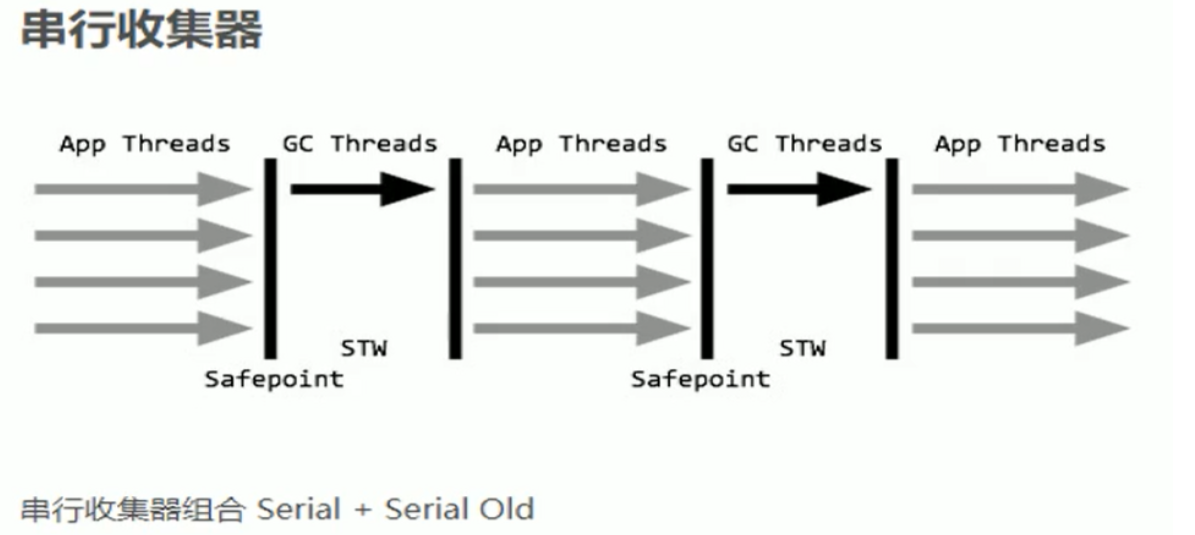 串行收集器
App Threads GC Threads App Threads GC Threads App Threads
STW STW
Safepoint Safepoint
串行收集器组合 Serial + Serial Old